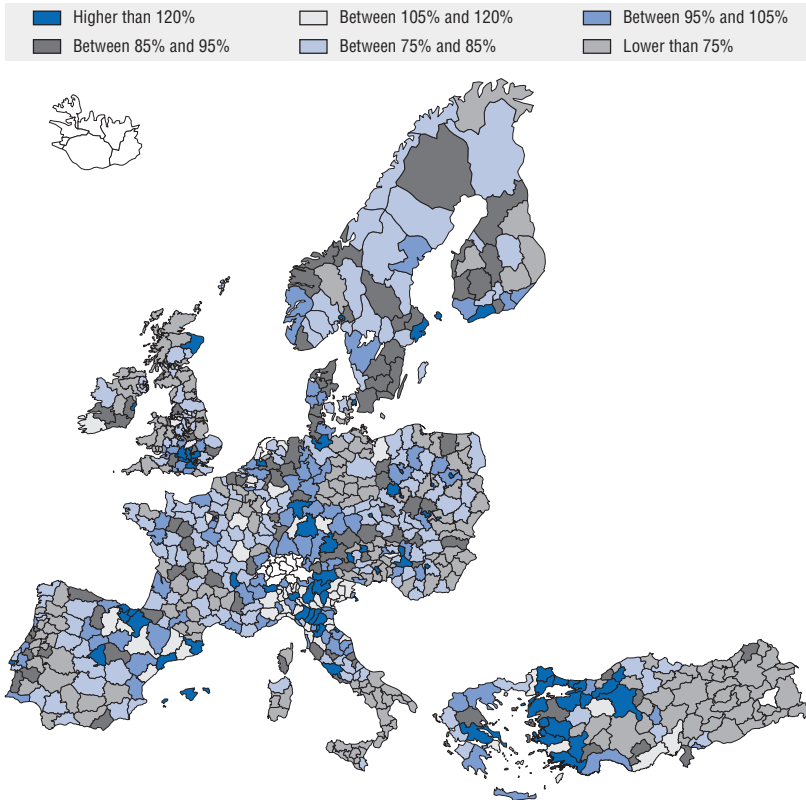 Higher than 120% Between 105% and 120% Between 95% and 105%
Between 85% and 95% Between 75% and 85% Lower than 75%